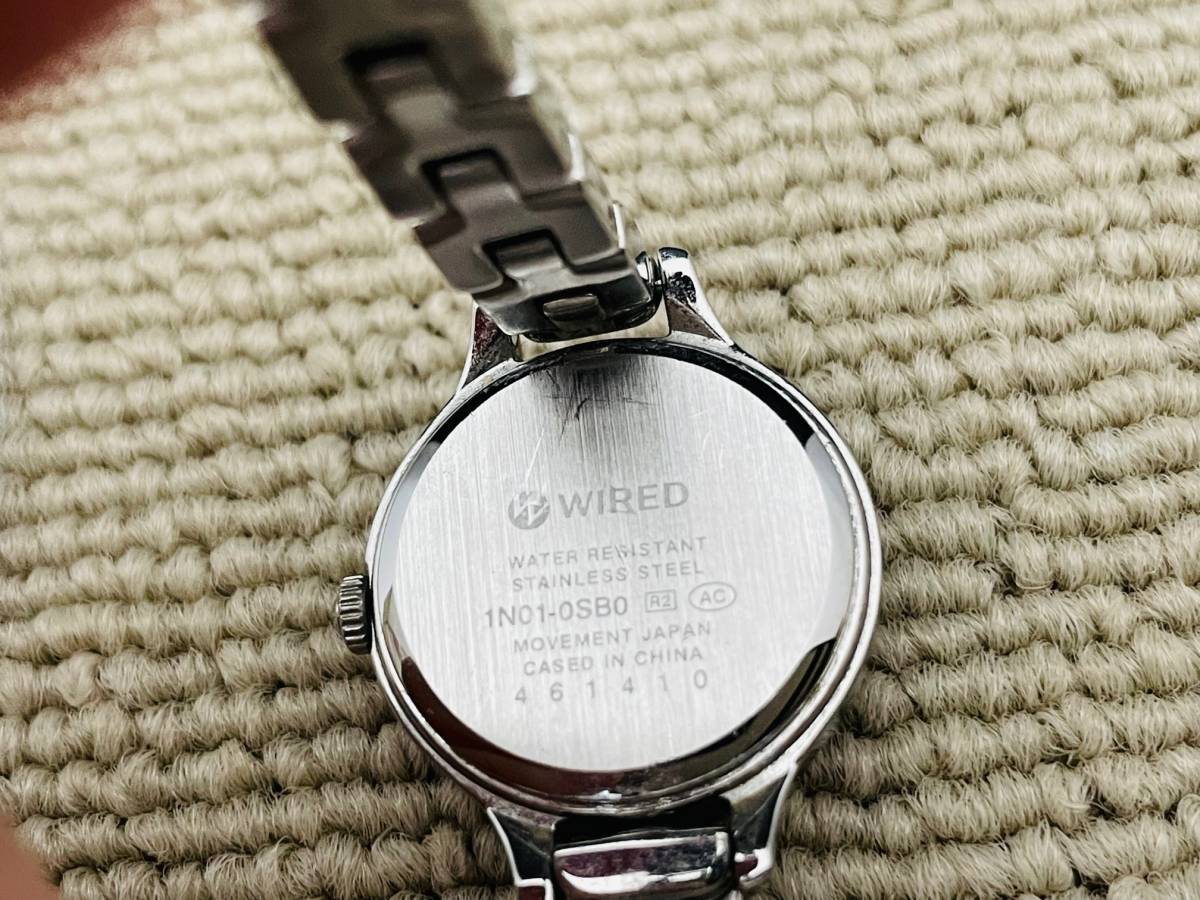 WIRED
WATER RESISTANT
STAINLESS STEEL
1N01-0SB0 R2 AC
MOVEMENT JAPAN
CASED IN CHINA
461410